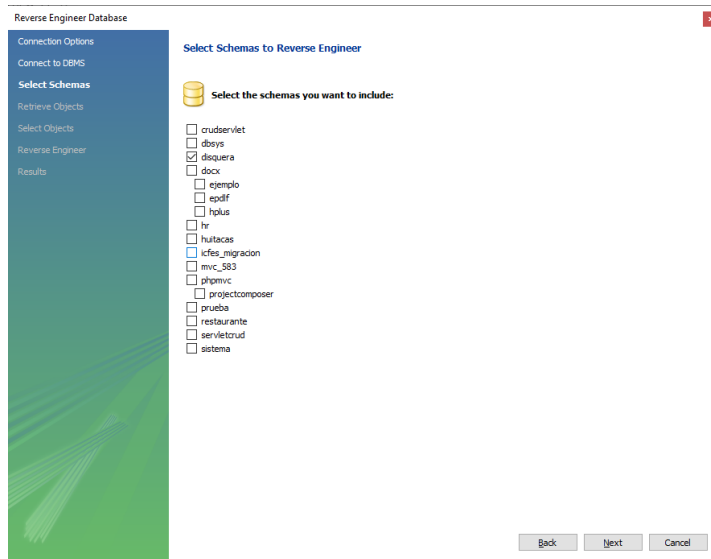 Reverse Engineer Database
x
Connection Options
Connect to DBMS
Select Schemas
Retrieve Objects
Select Objects
Reverse Engineer
Results
Select Schemas to Reverse Engineer
Select the schemas you want to include:
crudservlet
dbsys
disquera
docx
ejemplo
epdlf
hplus
hr
huitacas
icfes_migracion
mvc_583
phpmvc
projectcomposer
prueba
restaurante
servletcrud
sistema
Back Next Cancel